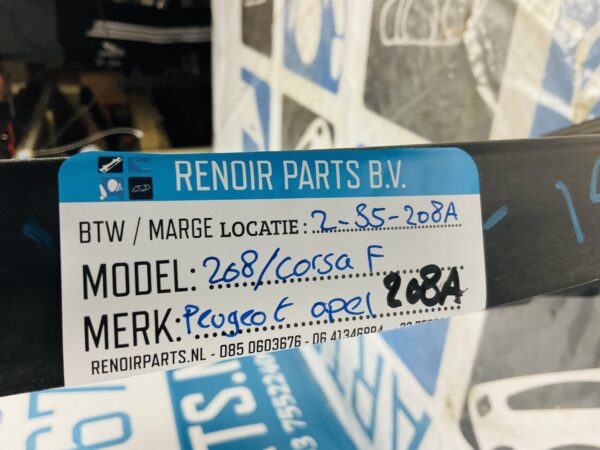 RENOIR PARTS B.V.
BTW / MARGE LOCATIE: 2-35-208A
MODEL: 208/Corsa F
MERK: Peugeot opel 208A
RENOIRPARTS.NL - 085 0603676 - 06 41346994